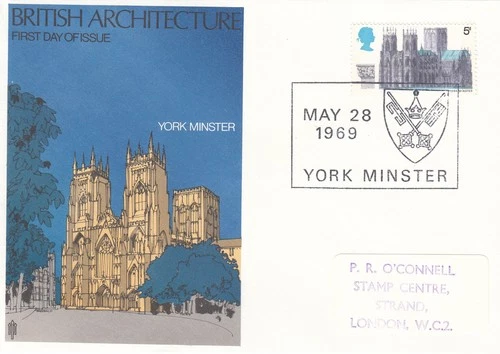 BRITISH ARCHITECTURE
FIRST DAY OF ISSUE
YORK MINSTER
5d
MAY 28
1969
YORK MINSTER
P. R. O'CONNELL
STAMP CENTRE,
STRAND,
LONDON, W.C.2.